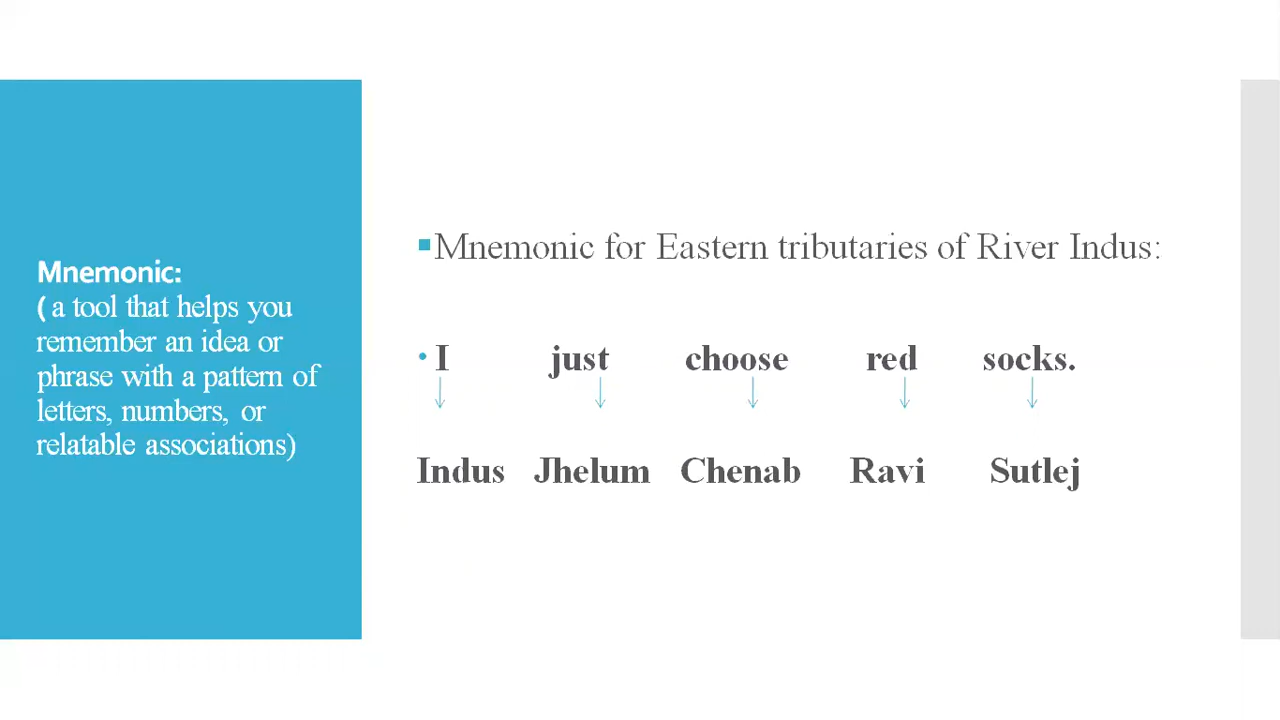 Mnemonic:
( a tool that helps you
remember an idea or
phrase with a pattern of
letters, numbers, or
relatable associations)
Mnemonic for Eastern tributaries of River Indus:
I just choose red socks.
Indus Jhelum Chenab Ravi Sutlej